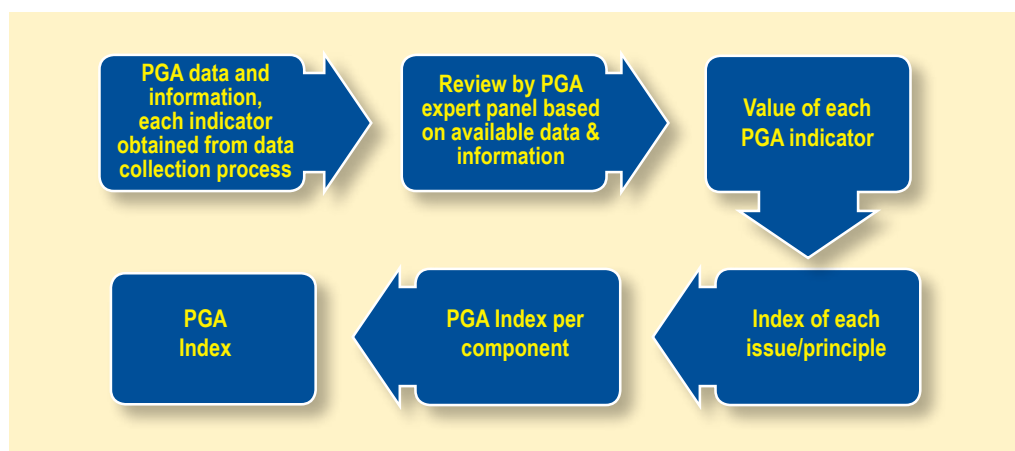 PGA data and
information,
each indicator
obtained from data
collection process
Review by PGA
expert panel based
on available data &
information
Value of each
PGA indicator
Index of each
issue/principle
PGA Index per
component
PGA
Index